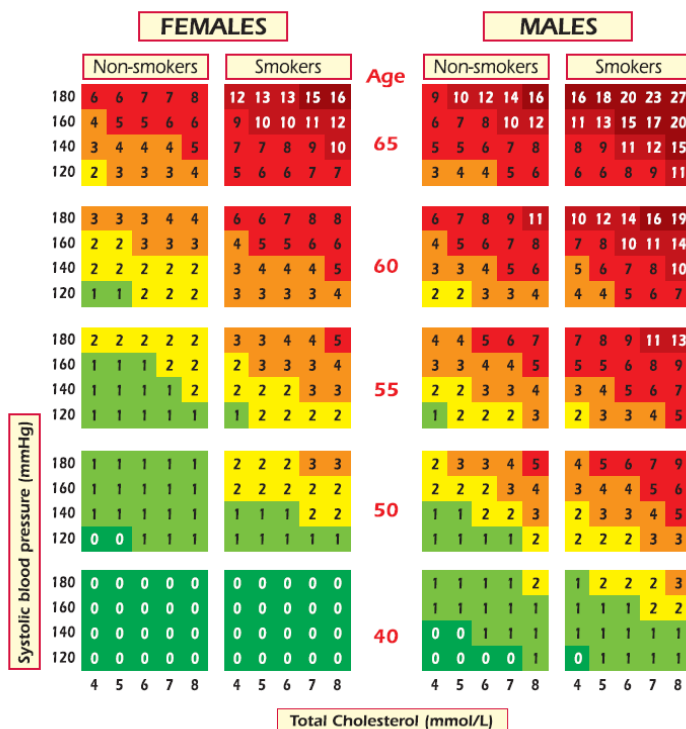 FEMALES MALES
Non-smokers Smokers Age Non-smokers Smokers
180 6 6 7 7 8 12 13 13 15 16 9 10 12 14 16 16 18 20 23 27
160 4 5 5 6 6 9 10 10 11 12 6 7 8 10 12 11 13 15 17 20
65
140 3 4 4 4 5 7 7 8 9 10 5 5 6 7 8 8 9 11 12 15
120 2 3 3 3 4 5 5 6 7 7 3 4 4 5 6 6 6 8 9 11
180 3 3 3 4 4 6 6 7 8 8 6 7 8 9 11 10 12 14 16 19
160 2 2 3 3 3 4 5 5 6 6 4 5 6 7 8 7 8 10 11 14
60
140 2 2 2 2 2 3 4 4 4 5 3 3 4 5 6 5 6 7 8 10
120 1 1 2 2 2 3 3 3 3 4 2 2 3 3 4 4 4 5 6 7
180 2 2 2 2 2 3 3 4 4 5 4 4 5 6 7 7 8 9 11 13
160 1 1 1 2 2 2 3 3 3 4 3 3 4 4 5 5 5 6 8 9
55
140 1 1 1 1 2 2 2 2 3 3 2 2 3 3 4 3 4 5 6 7
120 1 1 1 1 1 1 2 2 2 2 1 2 2 2 3 2 3 3 4 5
180 1 1 1 1 1 2 2 2 3 3 2 3 3 4 5 4 5 6 7 9
160 1 1 1 1 1 2 2 2 2 2 2 2 2 3 4 3 4 4 5 6
50
140 1 1 1 1 1 1 1 1 2 2 1 1 2 2 3 2 3 3 4 5
120 0 0 1 1 1 1 1 1 1 1 1 1 1 1 2 2 2 2 3 3
180 0 0 0 0 0 0 0 0 0 0 1 1 1 1 2 1 2 2 2 3
160 0 0 0 0 0 0 0 0 0 0 1 1 1 1 1 1 1 1 2 2
40
140 0 0 0 0 0 0 0 0 0 0 0 0 1 1 1 1 1 1 1 1
120 0 0 0 0 0 0 0 0 0 0 0 0 0 0 1 0 1 1 1 1
4 5 6 7 8 4 5 6 7 8 4 5 6 7 8 4 5 6 7 8
Systolic blood pressure (mmHg)
Total Cholesterol (mmol/L)